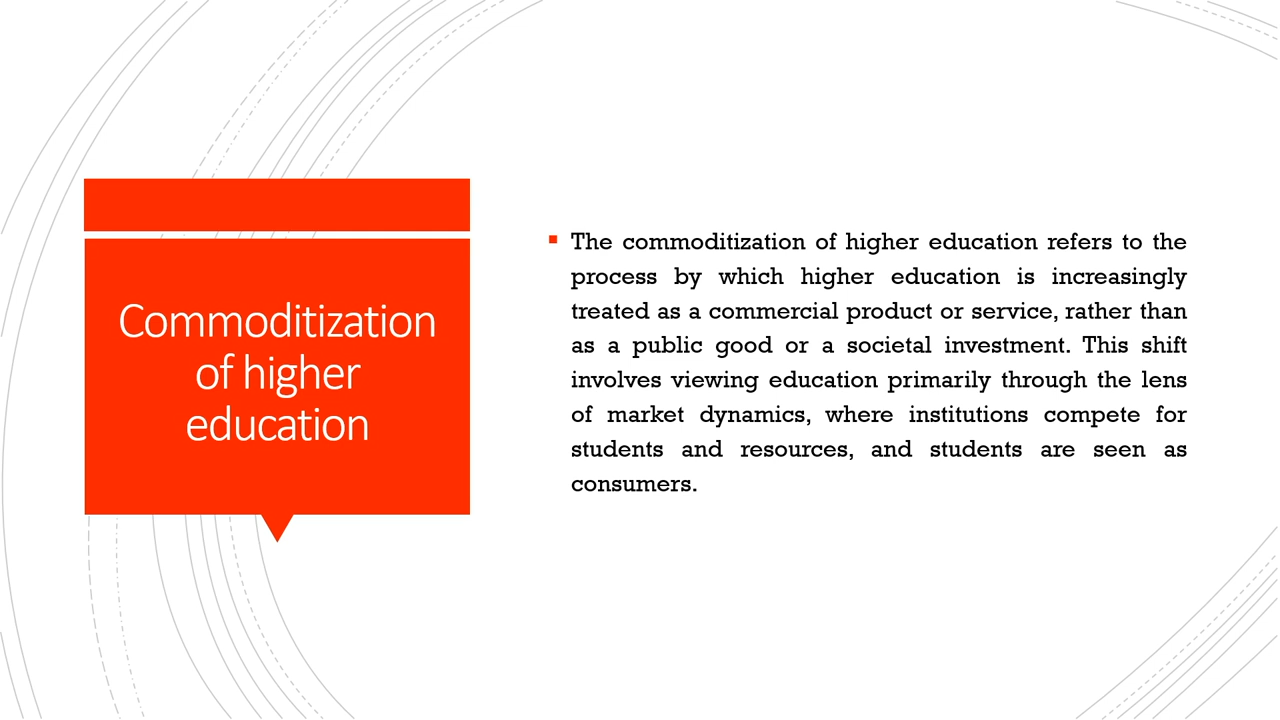 Commoditization
of higher
education
The commoditization of higher education refers to the
process by which higher education is increasingly
treated as a commercial product or service, rather than
as a public good or a societal investment. This shift
involves viewing education primarily through the lens
of market dynamics, where institutions compete for
students and resources, and students are seen as
consumers.